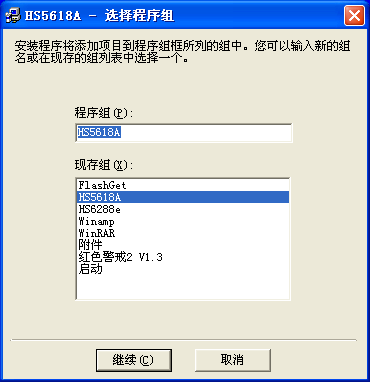 HS5618A - 选择程序组
安装程序将添加项目到程序组框所列的组中。您可以输入新的组
名或在现存的组列表中选择一个。
程序组(P):
HS5618A
现存组(X):
FlashGet
HS5618A
HS6288e
Winamp
WinRAR
附件
红色警戒2 V1.3
启动
继续(C)
取消